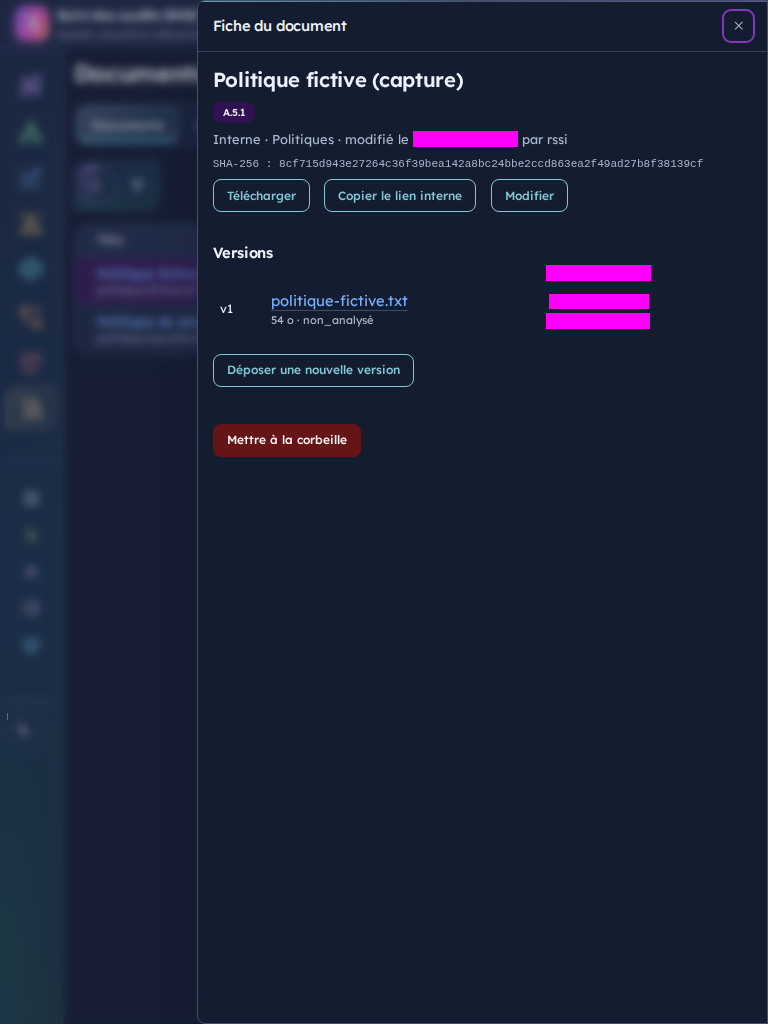 Fiche du document
Politique fictive (capture)
A.5.1
Interne · Politiques · modifié le par rssi
SHA-256 : 8cf715d943e27264c36f39bea142a8bc24bbe2ccd863ea2f49ad27b8f38139cf
Télécharger Copier le lien interne Modifier
Versions
v1 politique-fictive.txt
54 o · non_analysé
Déposer une nouvelle version
Mettre à la corbeille
Documents